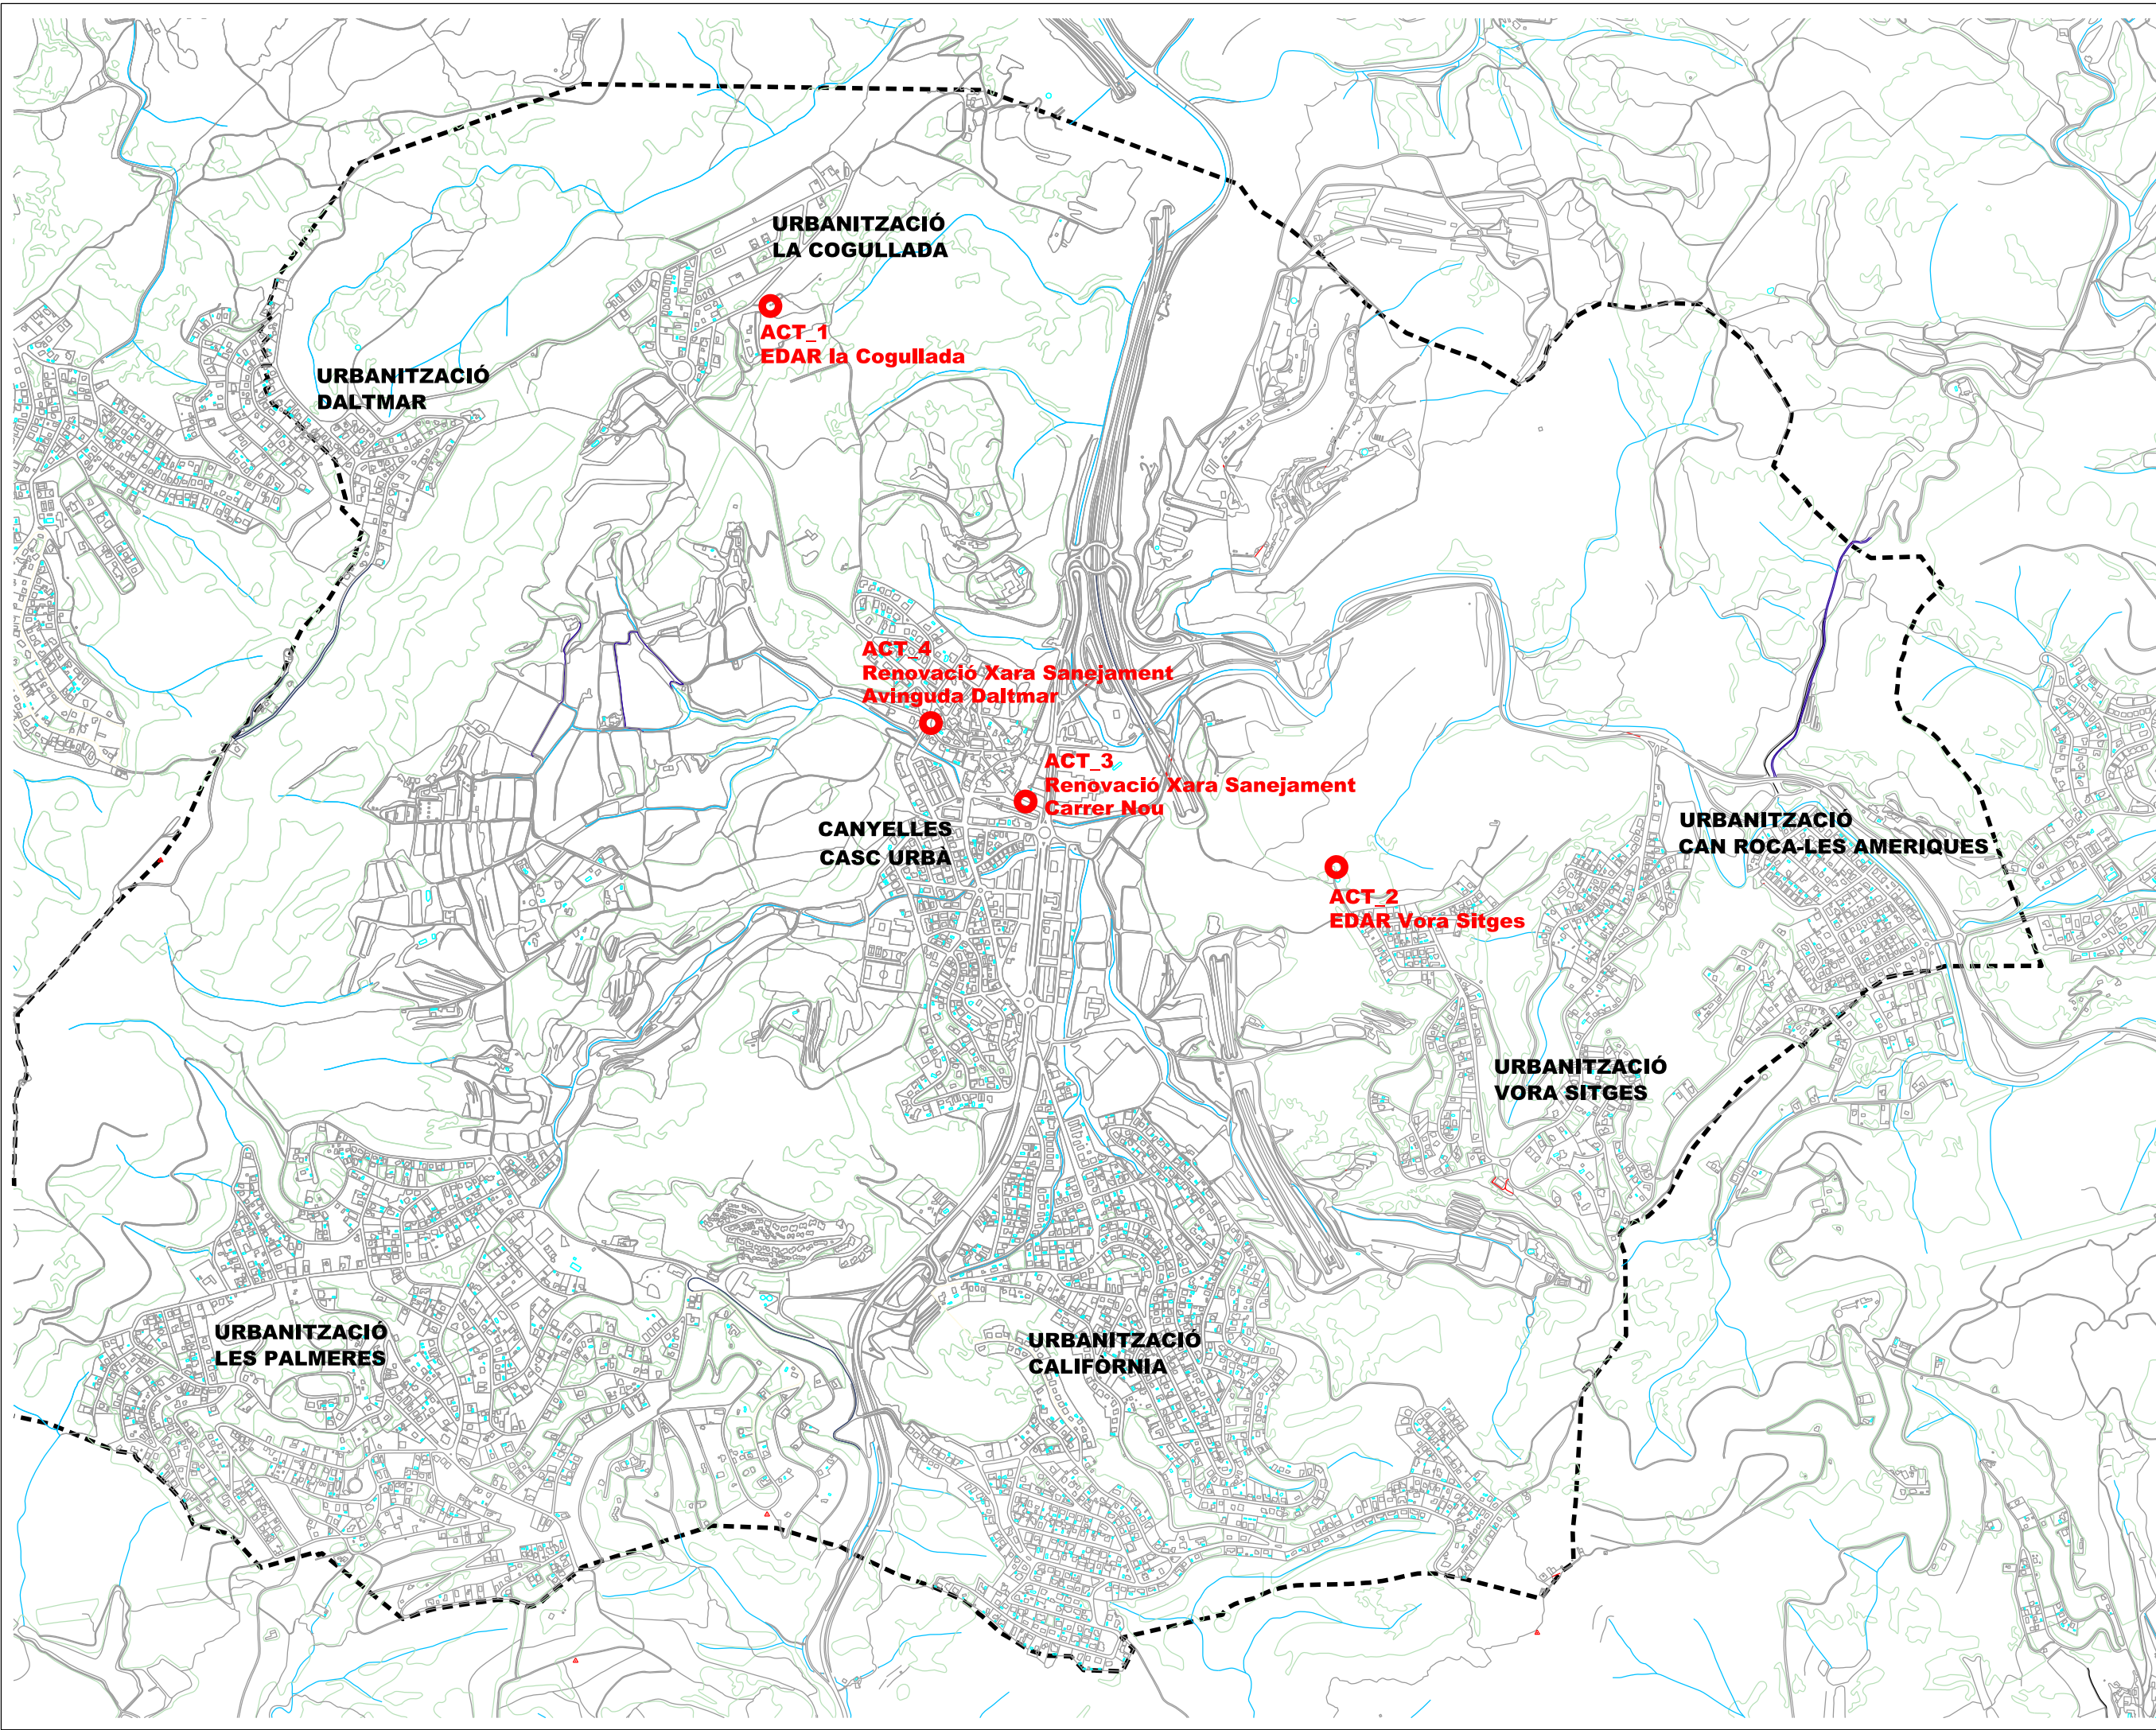 URBANITZACIÓ
LA COGULLADA
ACT_1
EDAR la Cogullada
URBANITZACIÓ
DALTMAR
ACT_4
Renovació Xara Sanejament
Avinguda Daltmar
ACT_3
Renovació Xara Sanejament
Carrer Nou
CANYELLES
CASC URBÀ
URBANITZACIÓ
CAN ROCA-LES AMERIQUES
ACT_2
EDAR Vora Sitges
URBANITZACIÓ
VORA SITGES
URBANITZACIÓ
LES PALMERES
URBANITZACIÓ
CALIFÒRNIA